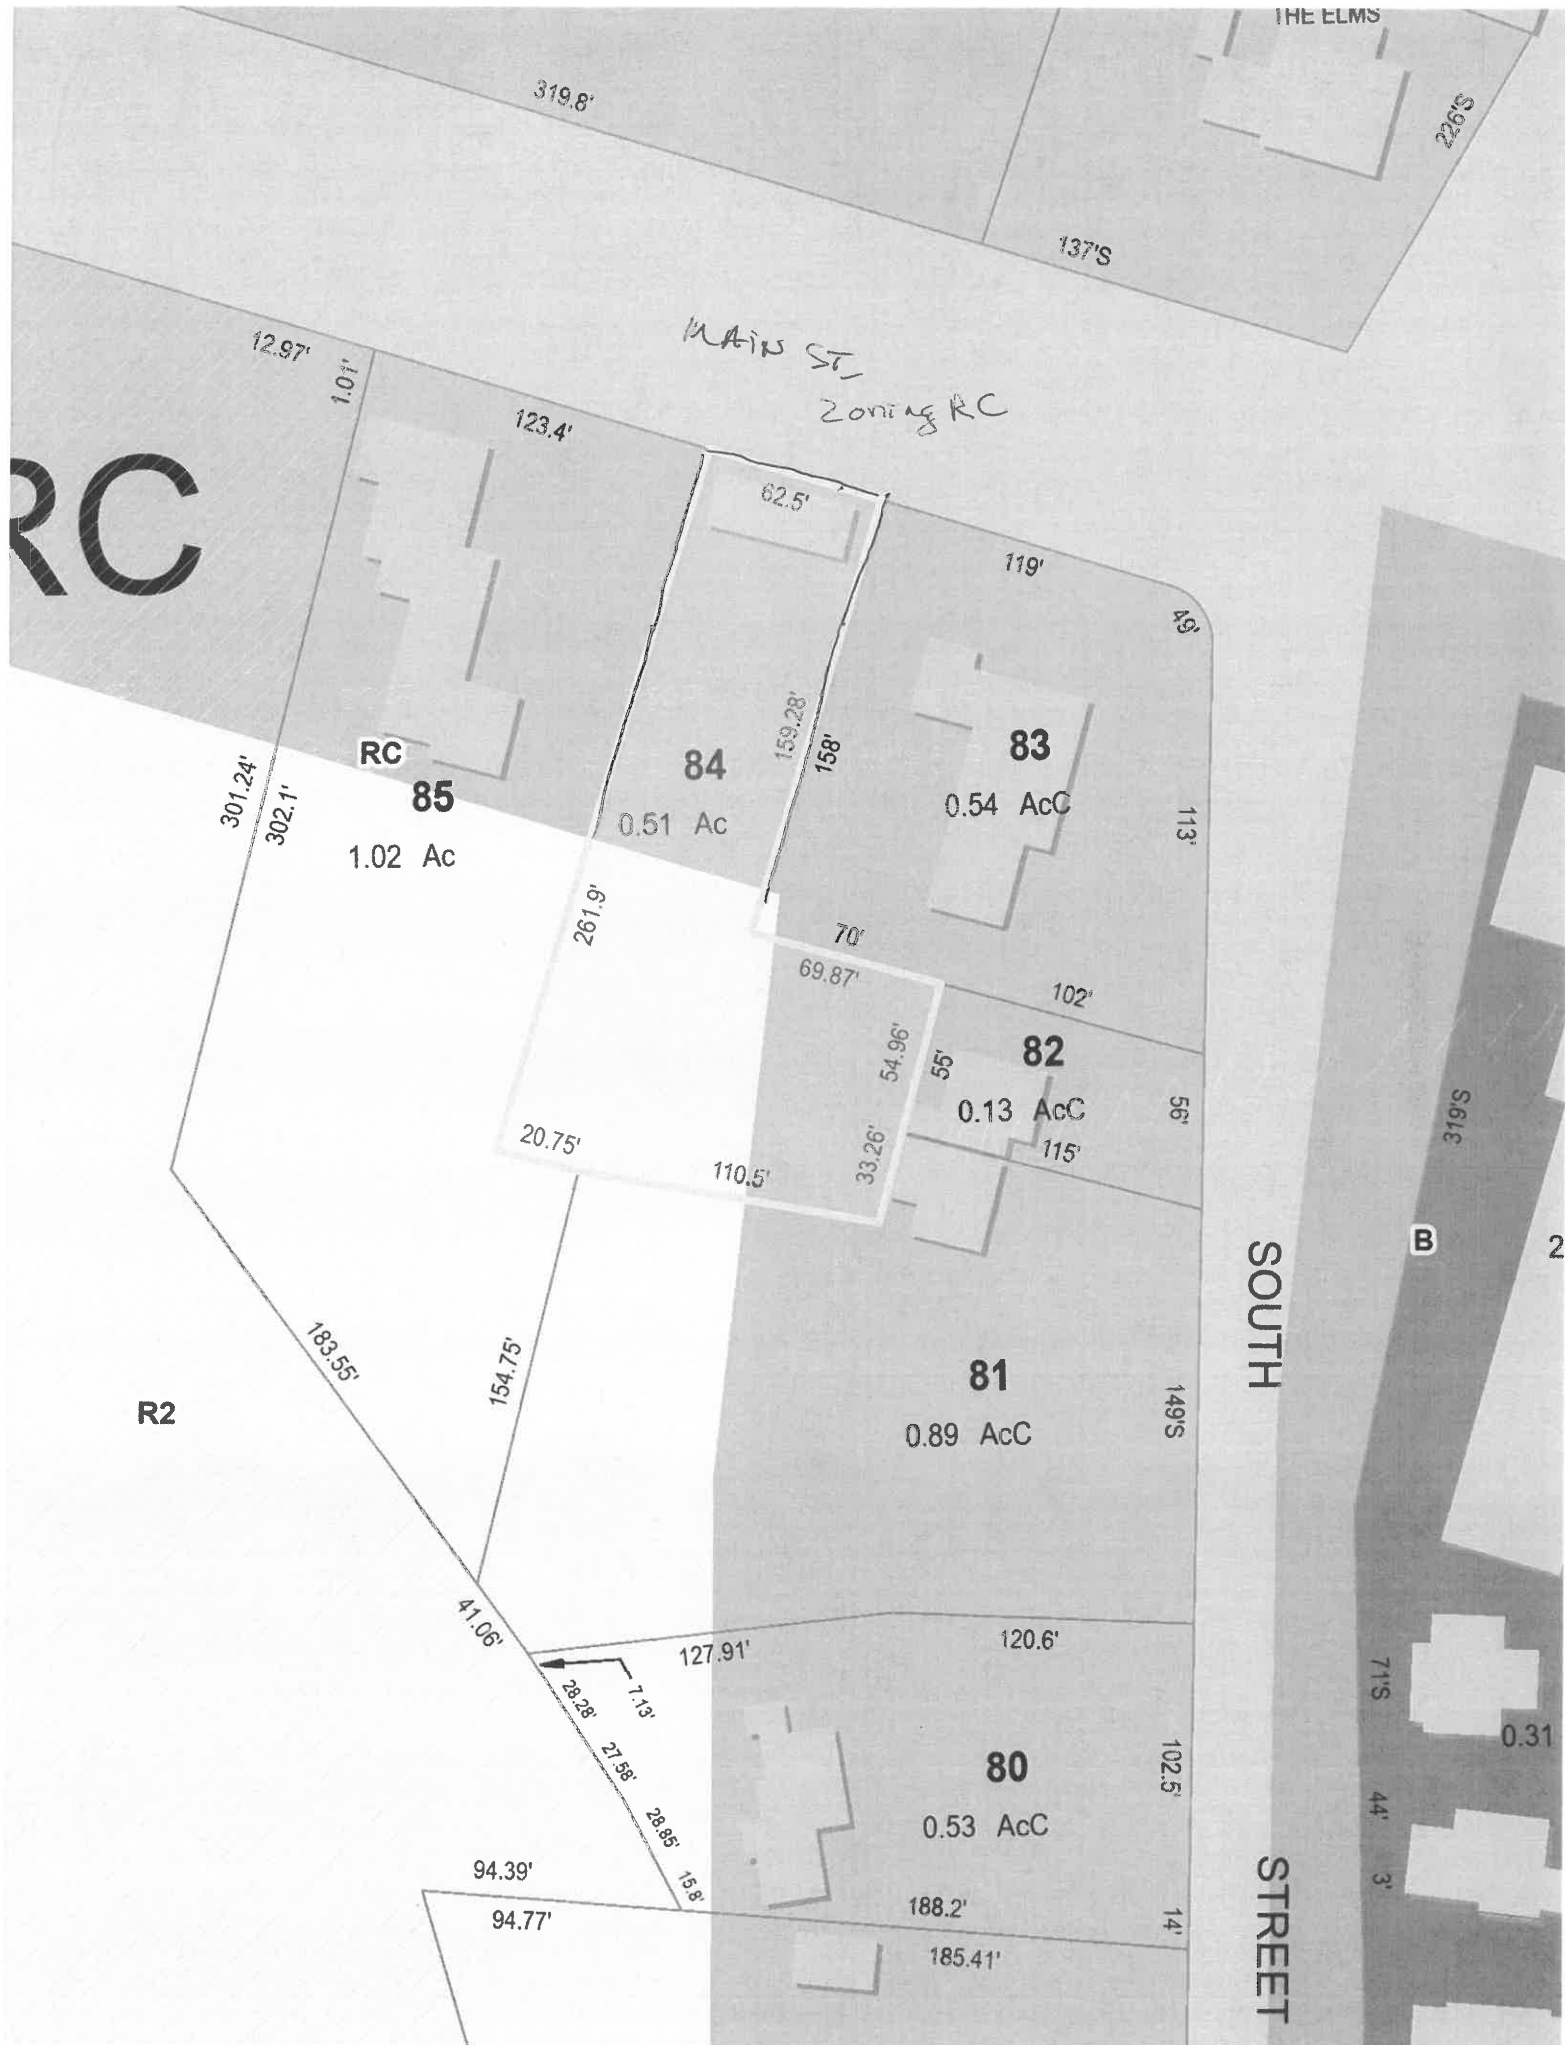 THE ELMS
319.8'
226'S
137'S
MAIN ST,
Zoning RC
12.97'
1.01'
123.4'
62.5'
RC
119'
49'
159.28'
158'
84
0.51 Ac
83
0.54 AcC
113'
RC
85
1.02 Ac
301.24'
302.1'
261.9'
70'
69.87'
102'
54.96'
55'
82
0.13 AcC
56'
319'S
20.75'
110.5'
33.26'
115'
B
2
SOUTH
183.55'
154.75'
R2
81
0.89 AcC
149'S
41.06'
127.91'
120.6'
7.13'
28.28'
27.58'
28.85'
15.8'
71'S
0.31
80
0.53 AcC
102.5'
44'
3'
94.39'
94.77'
188.2'
185.41'
14'
STREET